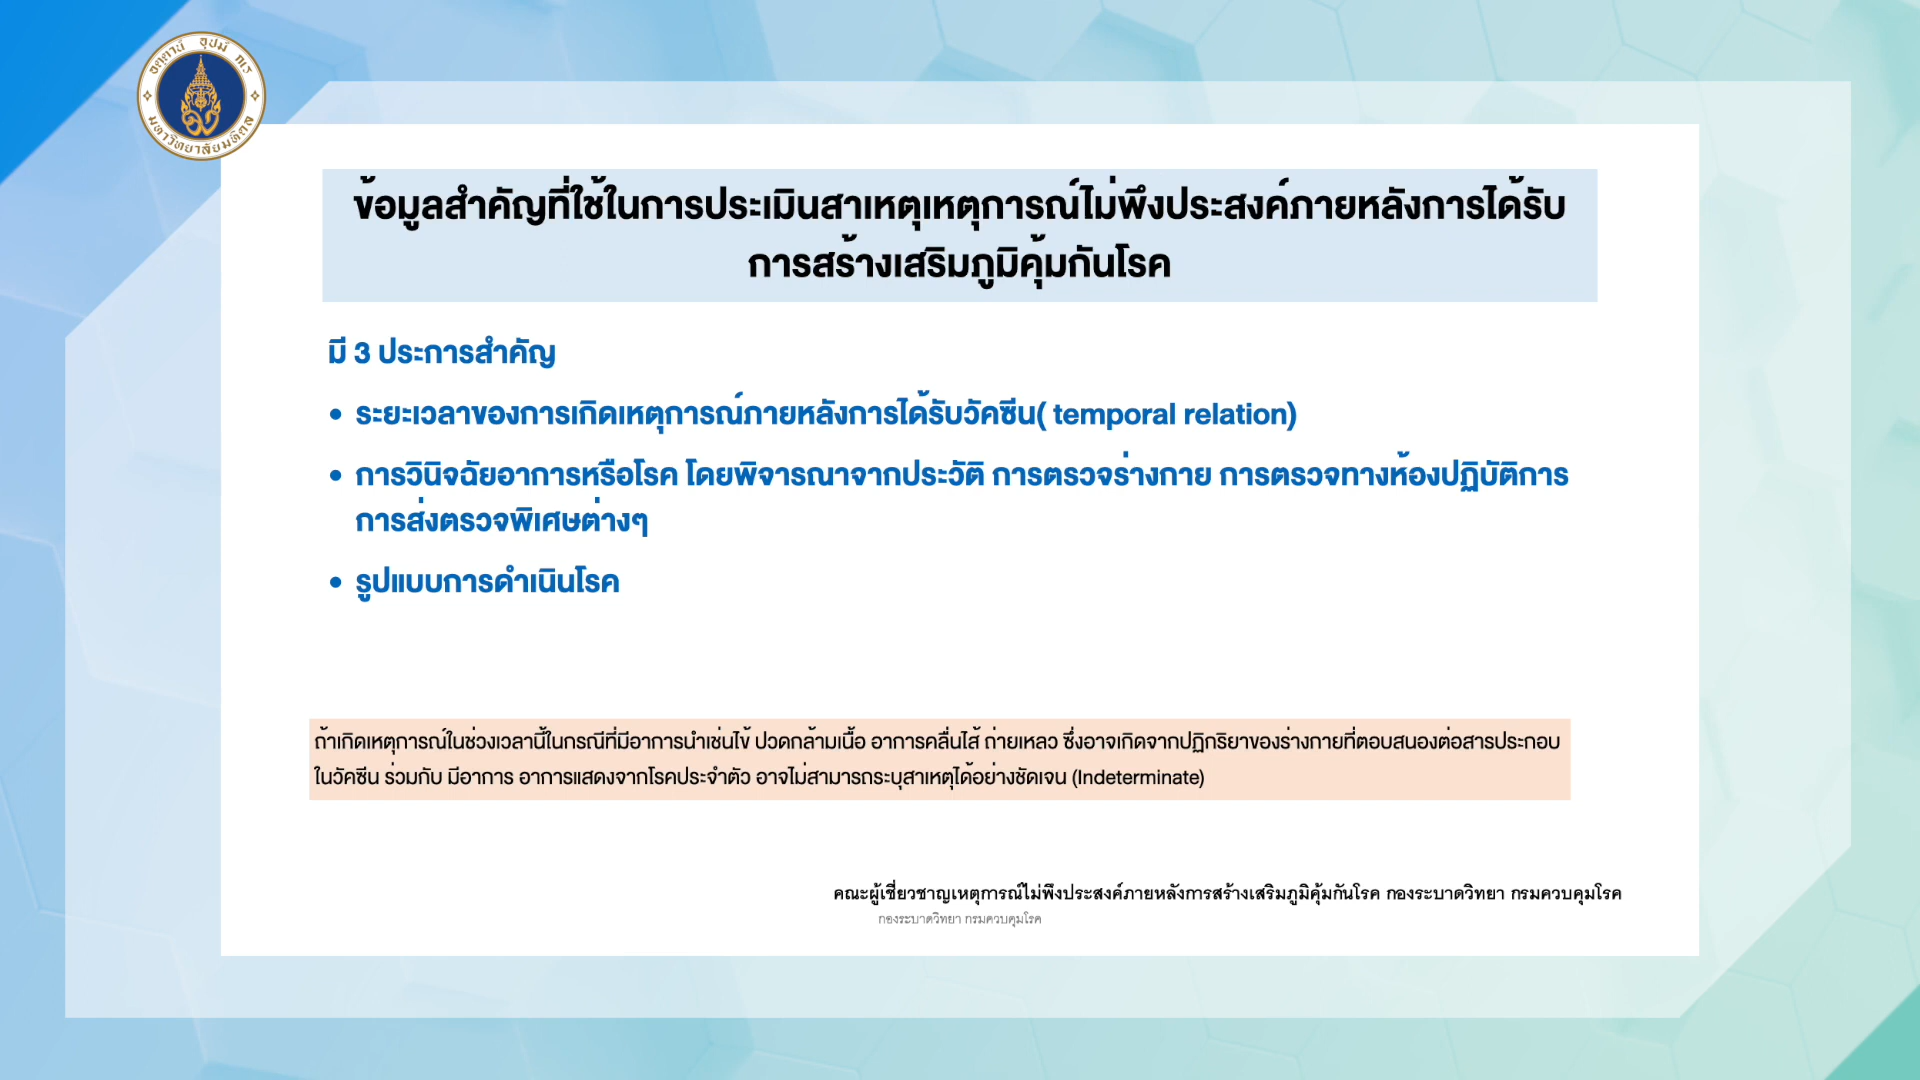 อตฺตานํ อุปมํ กเร
มหาวิทยาลัยมหิดล
ข้อมูลสำคัญที่ใช้ในการประเมินสาเหตุเหตุการณ์ไม่พึงประสงค์ภายหลังการได้รับ
การสร้างเสริมภูมิคุ้มกันโรค
มี 3 ประการสำคัญ
• ระยะเวลาของการเกิดเหตุการณ์ภายหลังการได้รับวัคซีน( temporal relation)
• การวินิจฉัยอาการหรือโรค โดยพิจารณาจากประวัติ การตรวจร่างกาย การตรวจทางห้องปฏิบัติการ
การส่งตรวจพิเศษต่างๆ
• รูปแบบการดำเนินโรค
ถ้าเกิดเหตุการณ์ในช่วงเวลานี้ในกรณีที่มีอาการนำเช่นไข้ ปวดกล้ามเนื้อ อาการคลื่นไส้ ถ่ายเหลว ซึ่งอาจเกิดจากปฏิกริยาของร่างกายที่ตอบสนองต่อสารประกอบ
ในวัคซีน ร่วมกับ มีอาการ อาการแสดงจากโรคประจำตัว อาจไม่สามารถระบุสาเหตุได้อย่างชัดเจน (Indeterminate)
คณะผู้เชี่ยวชาญเหตุการณ์ไม่พึงประสงค์ภายหลังการสร้างเสริมภูมิคุ้มกันโรค กองระบาดวิทยา กรมควบคุมโรค
กองระบาดวิทยา กรมควบคุมโรค